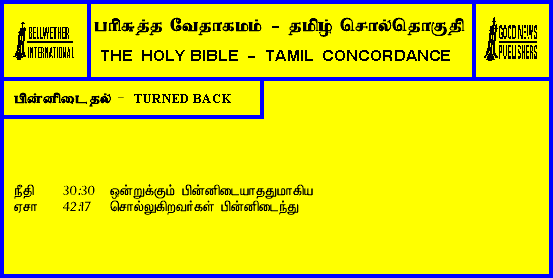 BELLWETHER
INTERNATIONAL
பரிசுத்த வேதாகமம் - தமிழ் சொல்தொகுதி
THE HOLY BIBLE - TAMIL CONCORDANCE
GOOD NEWS
PUBLISHERS
பின்னிடைதல் - TURNED BACK
நீதி 30:30 ஒன்றுக்கும் பின்னிடையாததுமாகிய
ஏசா 42:17 சொல்லுகிறவர்கள் பின்னிடைந்து